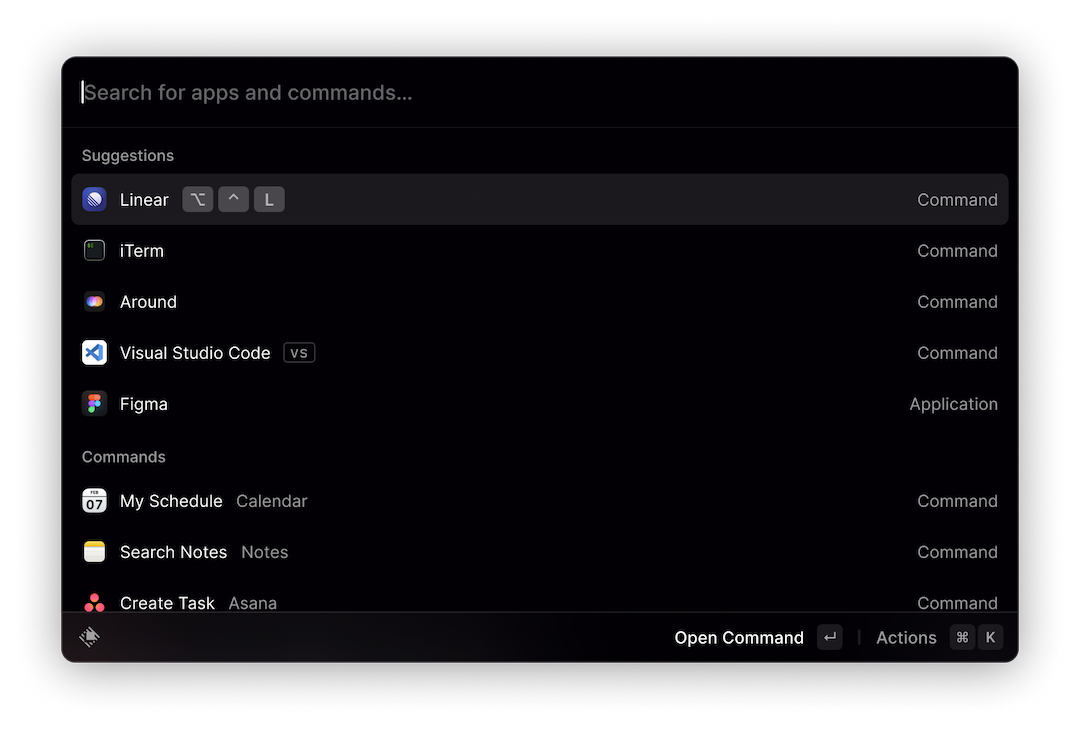 Search for apps and commands...
Suggestions
Linear ⌥ ^ L Command
iTerm Command
Around Command
Visual Studio Code VS Command
Figma Application
Commands
FEB
07
My Schedule Calendar Command
Search Notes Notes Command
Create Task Asana Command
Open Command ↵ Actions ⌘ K